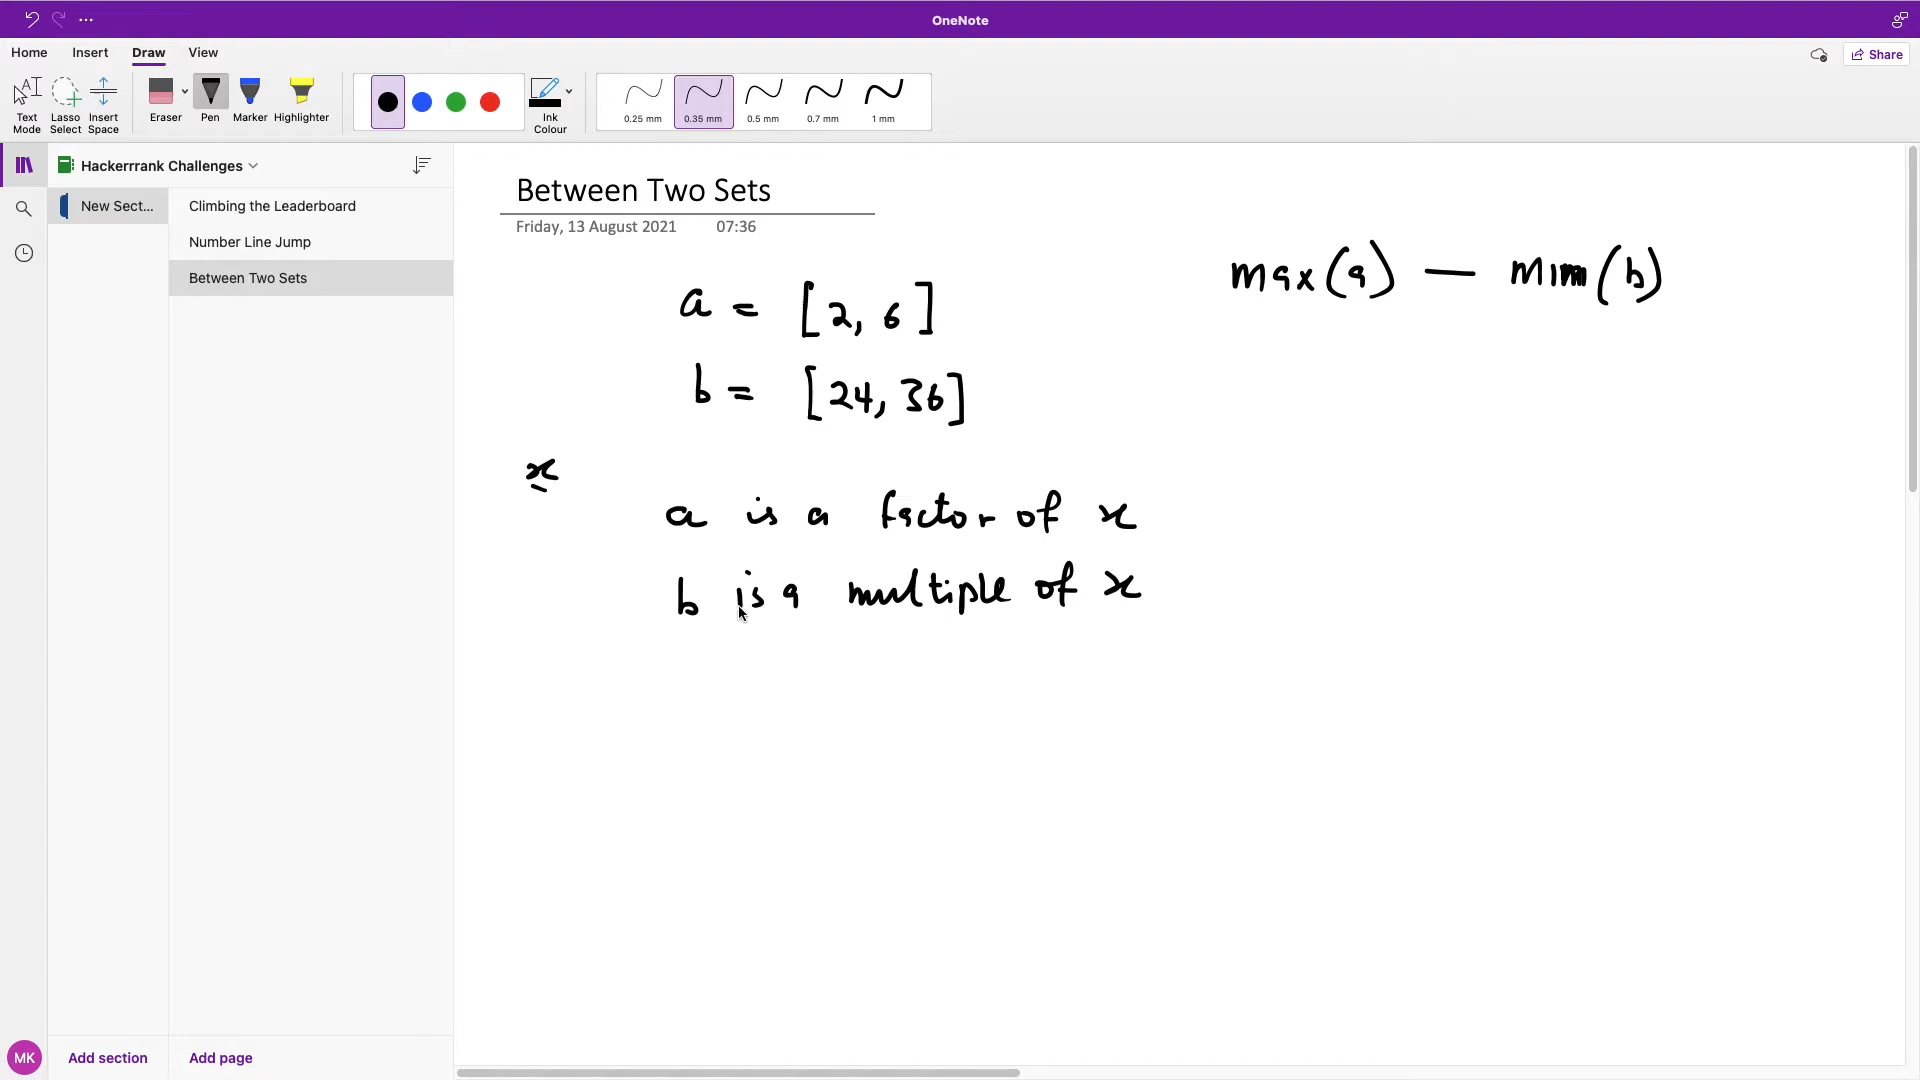 OneNote
Home Insert Draw View
Share
Text Mode Lasso Select Insert Space Eraser Pen Marker Highlighter Ink Colour 0.25 mm 0.35 mm 0.5 mm 0.7 mm 1 mm
Hackerrrank Challenges
New Sect...
Climbing the Leaderboard
Number Line Jump
Between Two Sets
Between Two Sets
Friday, 13 August 2021 07:36
max(a) — min(b)
a = [2, 6]
b = [24, 36]
x
a is a factor of x
b is a multiple of x
MK
Add section
Add page